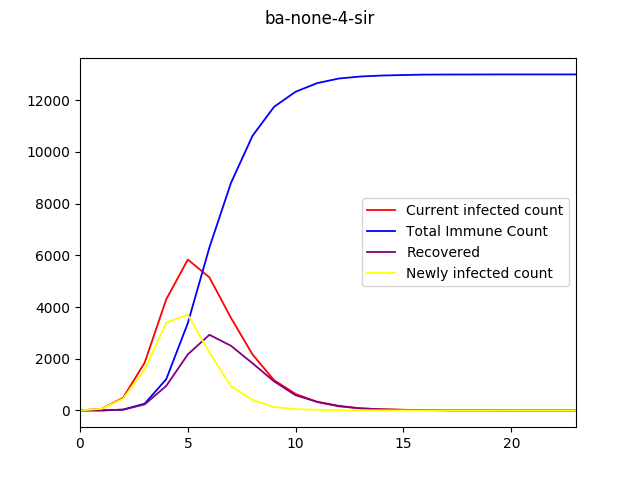 ba-none-4-sir
12000
10000
8000
6000
4000
2000
0
Current infected count
Total Immune Count
Recovered
Newly infected count
0 5 10 15 20